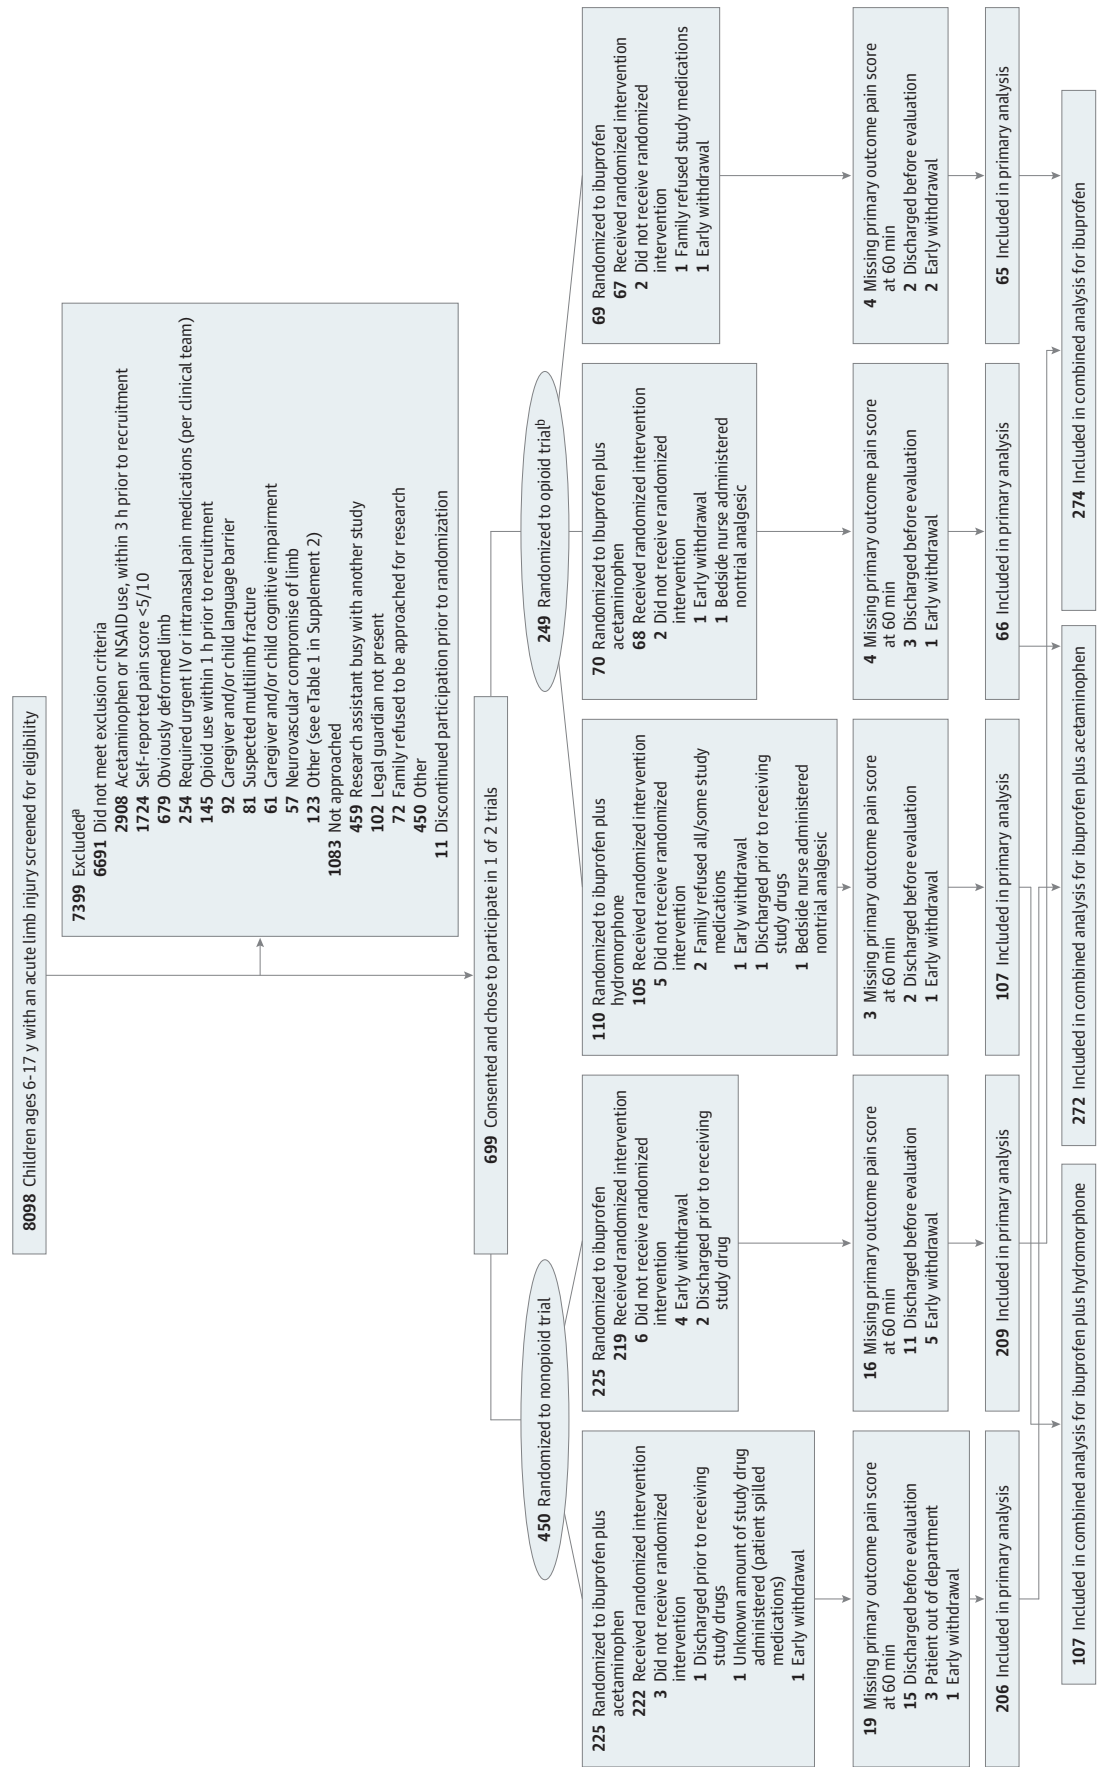 8098 Children ages 6-17 y with an acute limb injury screened for eligibility
7399 Excludedª
6691 Did not meet exclusion criteria
2908 Acetaminophen or NSAID use, within 3 h prior to recruitment
1724 Self-reported pain score <5/10
679 Obviously deformed limb
254 Required urgent IV or intranasal pain medications (per clinical team)
145 Opioid use within 1 h prior to recruitment
92 Caregiver and/or child language barrier
81 Suspected multilimb fracture
61 Caregiver and/or child cognitive impairment
57 Neurovascular compromise of limb
123 Other (see eTable 1 in Supplement 2)
1083 Not approached
459 Research assistant busy with another study
102 Legal guardian not present
72 Family refused to be approached for research
450 Other
11 Discontinued participation prior to randomization
699 Consented and chose to participate in 1 of 2 trials
450 Randomized to nonopioid trial
249 Randomized to opioid trialᵇ
225 Randomized to ibuprofen plus
acetaminophen
222 Received randomized intervention
3 Did not receive randomized
intervention
1 Discharged prior to receiving
study drugs
1 Unknown amount of study drug
administered (patient spilled
medications)
1 Early withdrawal
225 Randomized to ibuprofen
219 Received randomized intervention
6 Did not receive randomized
intervention
4 Early withdrawal
2 Discharged prior to receiving
study drug
110 Randomized to ibuprofen plus
hydromorphone
105 Received randomized intervention
5 Did not receive randomized
intervention
2 Family refused all/some study
medications
1 Early withdrawal
1 Discharged prior to receiving
study drugs
1 Bedside nurse administered
nontrial analgesic
70 Randomized to Ibuprofen plus
acetaminophen
68 Received randomized intervention
2 Did not receive randomized
intervention
1 Early withdrawal
1 Bedside nurse administered
nontrial analgesic
69 Randomized to ibuprofen
67 Received randomized intervention
2 Did not receive randomized
intervention
1 Family refused study medications
1 Early withdrawal
19 Missing primary outcome pain score
at 60 min
15 Discharged before evaluation
3 Patient out of department
1 Early withdrawal
16 Missing primary outcome pain score
at 60 min
11 Discharged before evaluation
5 Early withdrawal
3 Missing primary outcome pain score
at 60 min
2 Discharged before evaluation
1 Early withdrawal
4 Missing primary outcome pain score
at 60 min
3 Discharged before evaluation
1 Early withdrawal
4 Missing primary outcome pain score
at 60 min
2 Discharged before evaluation
2 Early withdrawal
206 Included in primary analysis
209 Included in primary analysis
107 Included in primary analysis
66 Included in primary analysis
65 Included in primary analysis
107 Included in combined analysis for ibuprofen plus hydromorphone
272 Included in combined analysis for ibuprofen plus acetaminophen
274 Included in combined analysis for ibuprofen